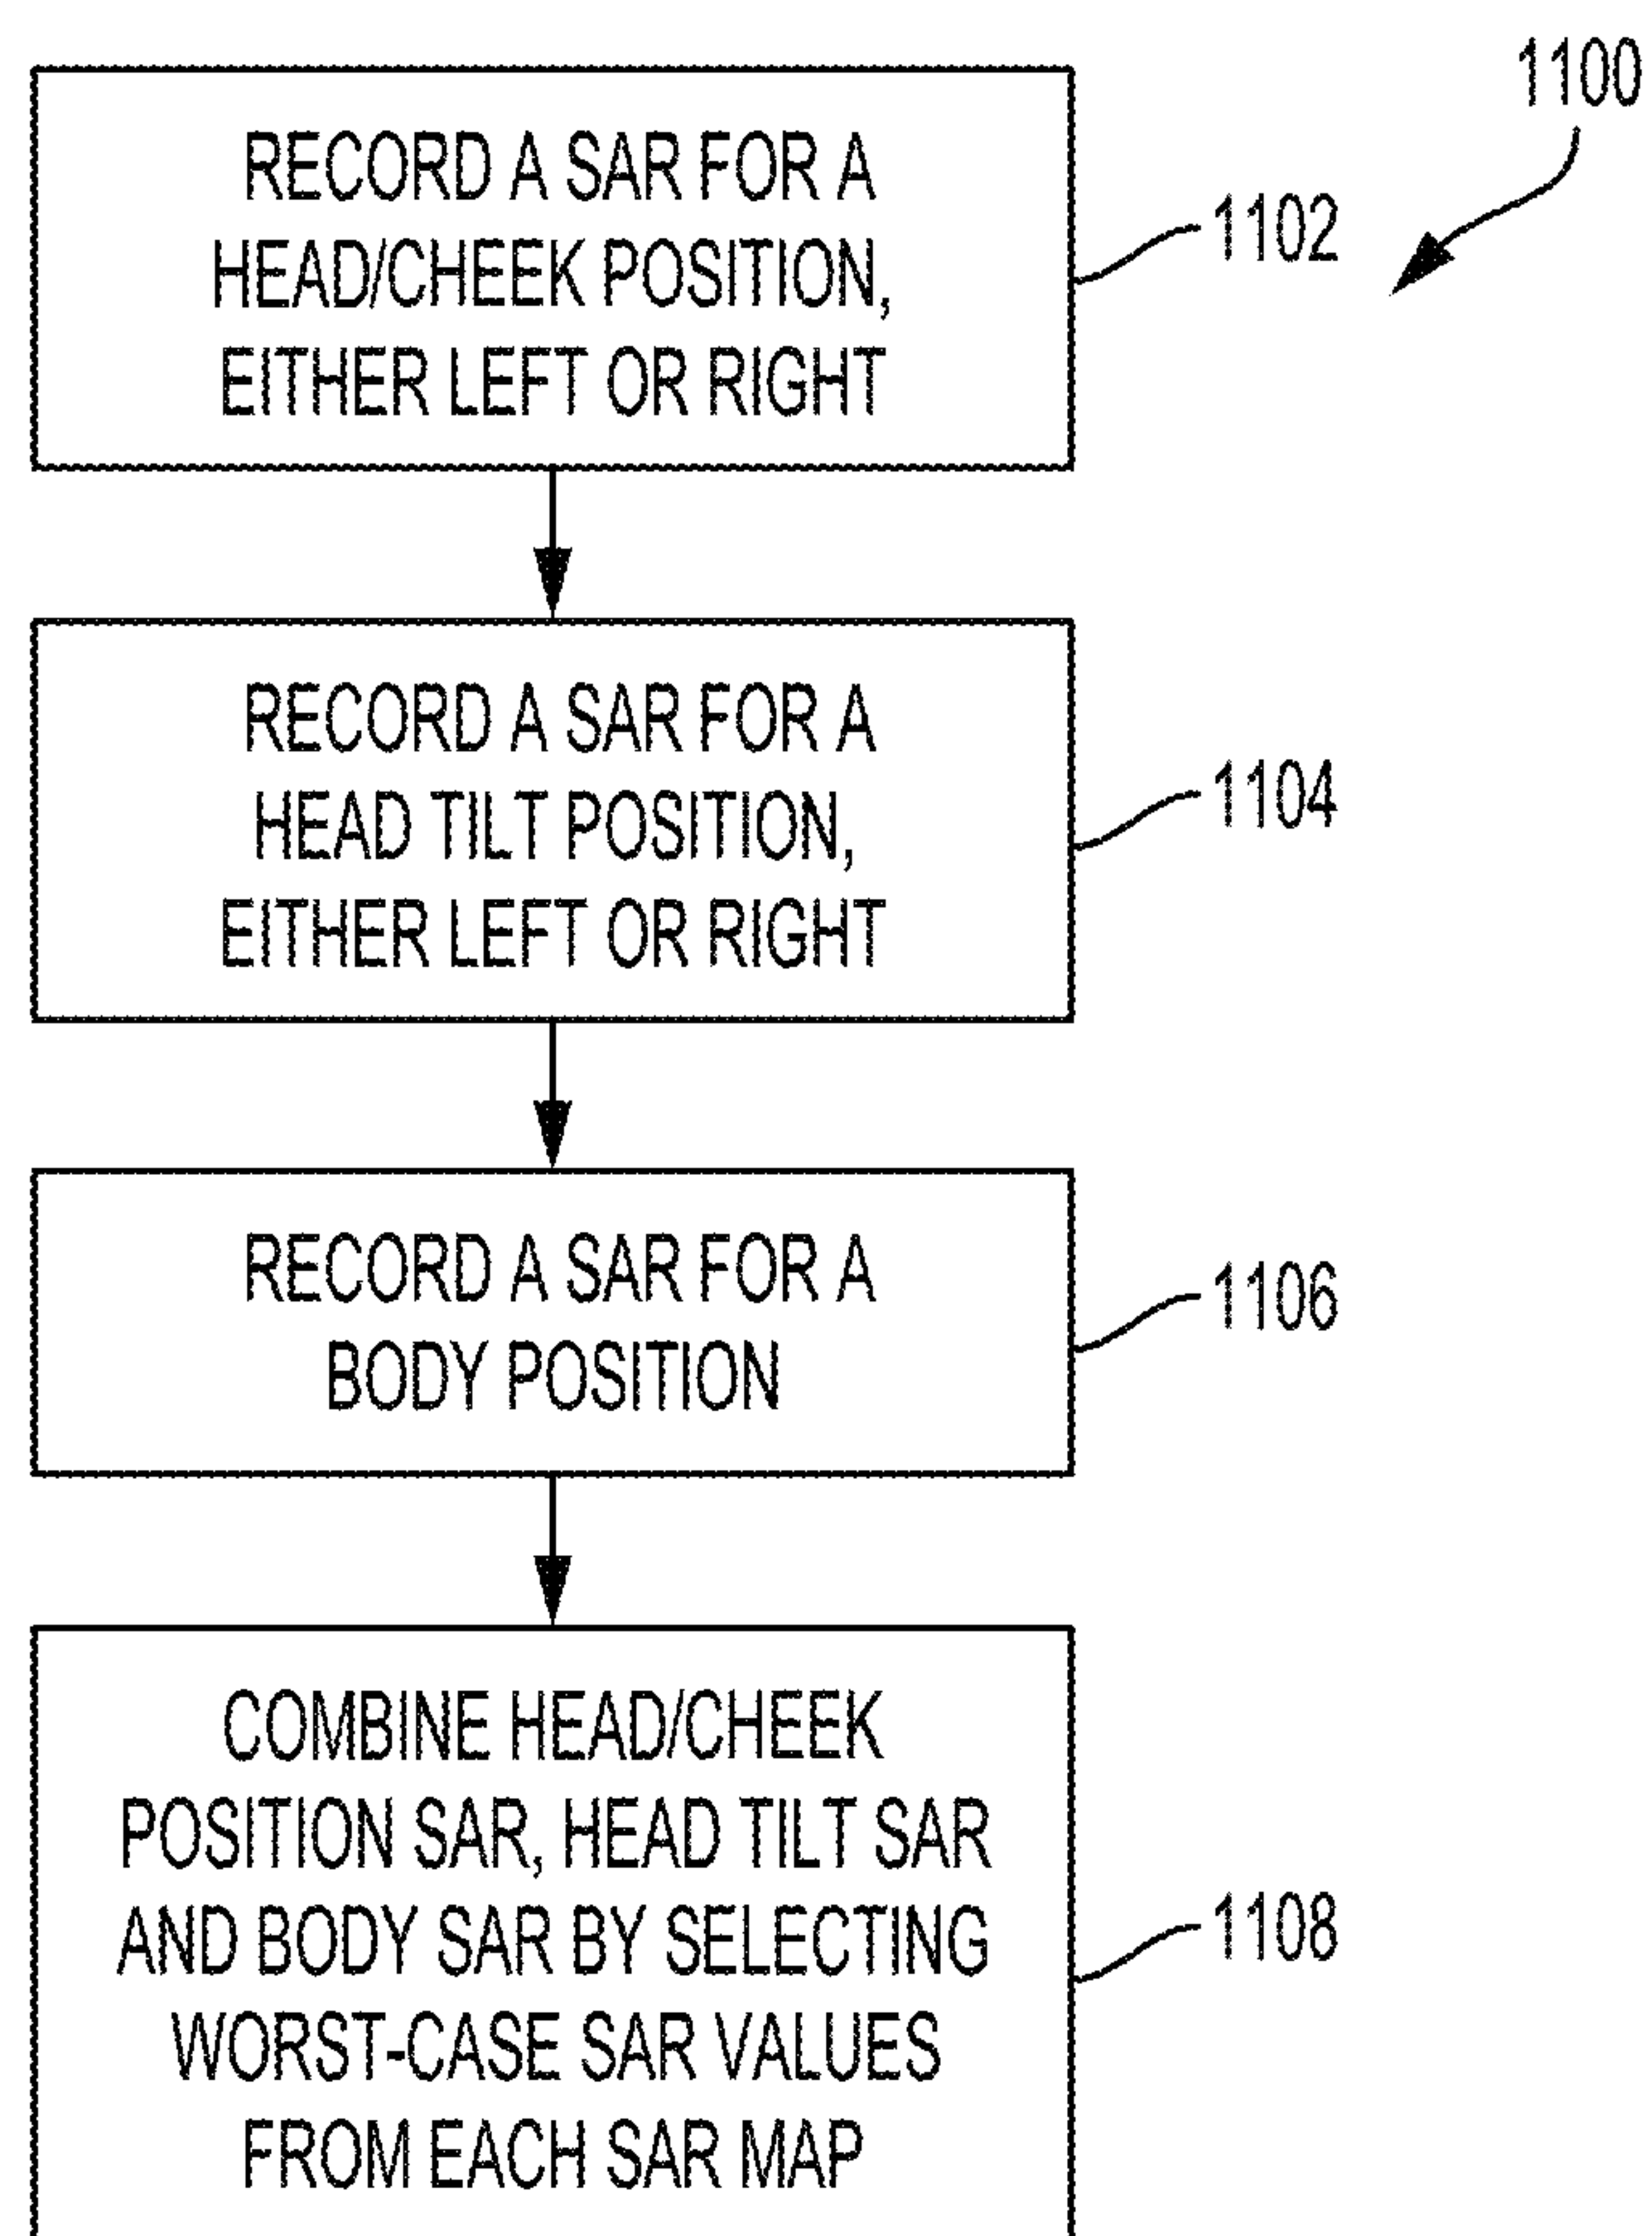 1100
RECORD A SAR FOR A
HEAD/CHEEK POSITION,
EITHER LEFT OR RIGHT
1102
RECORD A SAR FOR A
HEAD TILT POSITION,
EITHER LEFT OR RIGHT
1104
RECORD A SAR FOR A
BODY POSITION
1106
COMBINE HEAD/CHEEK
POSITION SAR, HEAD TILT SAR
AND BODY SAR BY SELECTING
WORST-CASE SAR VALUES
FROM EACH SAR MAP
1108